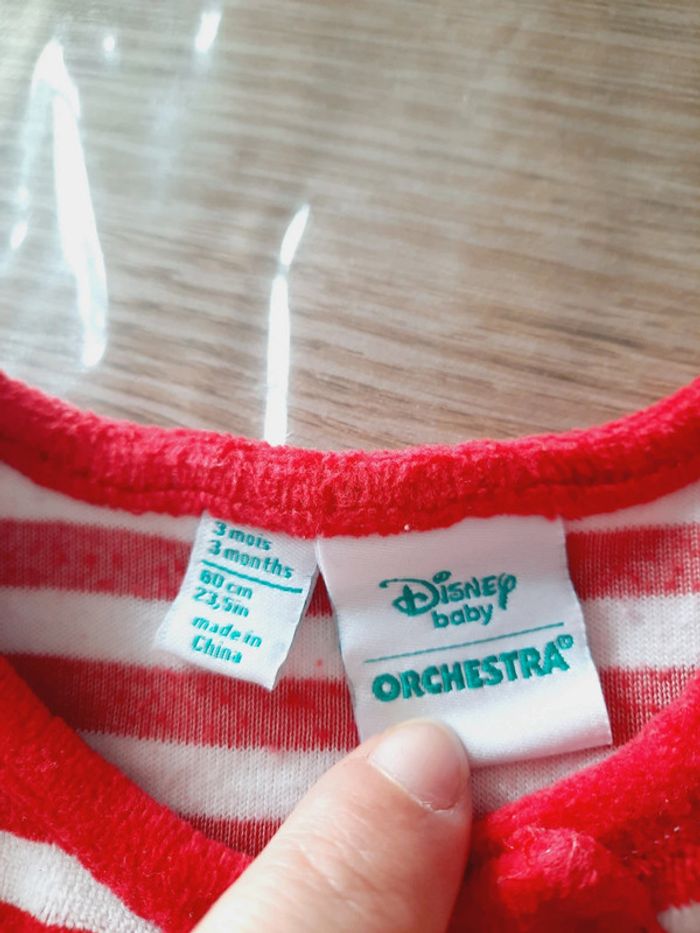 3 mois
3 months
60 cm
23,5in
made in
China
Disney
baby
ORCHESTRA®